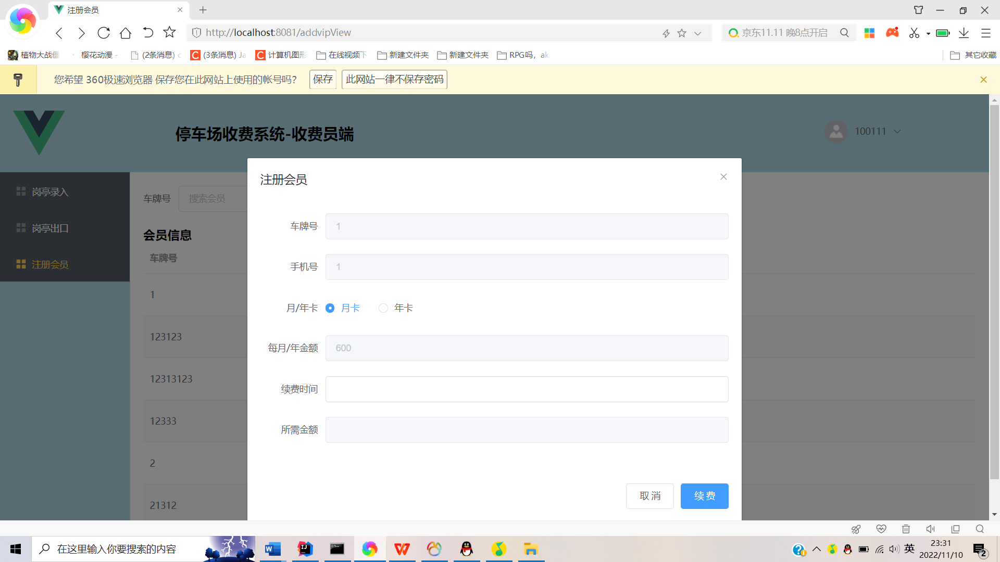 注册会员
http://localhost:8081/addvipView
京东11.11 晚8点开启
植物大战僵
樱花动漫 -
(2条消息) c
(3条消息) Ja
计算机图形
在线视频下
新建文件夹
新建文件夹
RPG吗，ak
其它收藏
您希望 360极速浏览器 保存您在此网站上使用的帐号吗?
保存
此网站一律不保存密码
停车场收费系统-收费员端
100111
岗亭录入
岗亭出口
注册会员
车牌号
搜索会员
会员信息
车牌号
1
123123
12313123
12333
2
21312
注册会员
车牌号 1
手机号 1
月/年卡 月卡 年卡
每月/年金额 600
续费时间
所需金额
取消
续费
在这里输入你要搜索的内容
英
23:31
2022/11/10
2